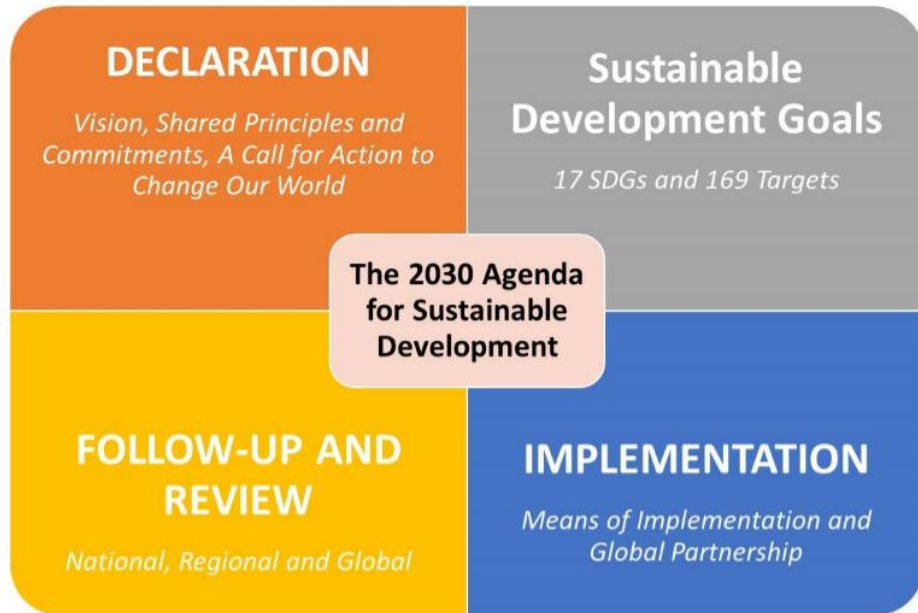 DECLARATION
Vision, Shared Principles and
Commitments, A Call for Action to
Change Our World
Sustainable
Development Goals
17 SDGs and 169 Targets
The 2030 Agenda
for Sustainable
Development
FOLLOW-UP AND
REVIEW
National, Regional and Global
IMPLEMENTATION
Means of Implementation and
Global Partnership